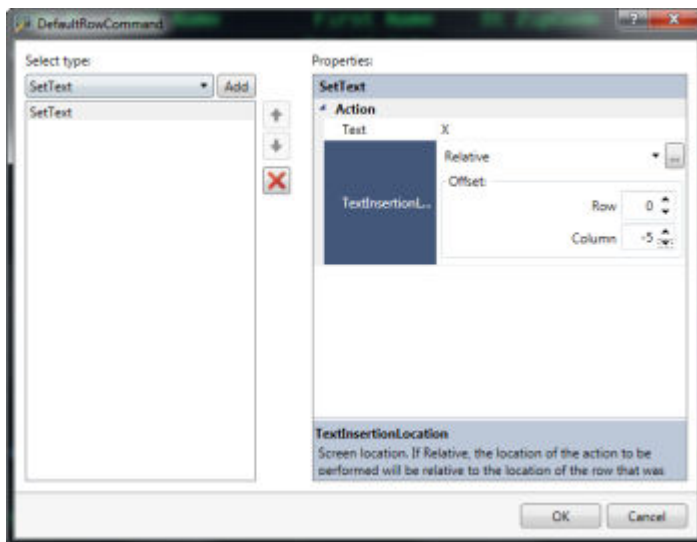 DefaultRowCommand
Select type:
SetText
Add
SetText
Properties:
SetText
Action
Text X
TextInsertionL...
Relative
...
Offset:
Row 0
Column -5
TextInsertionLocation
Screen location. If Relative, the location of the action to be
performed will be relative to the location of the row that was
OK
Cancel